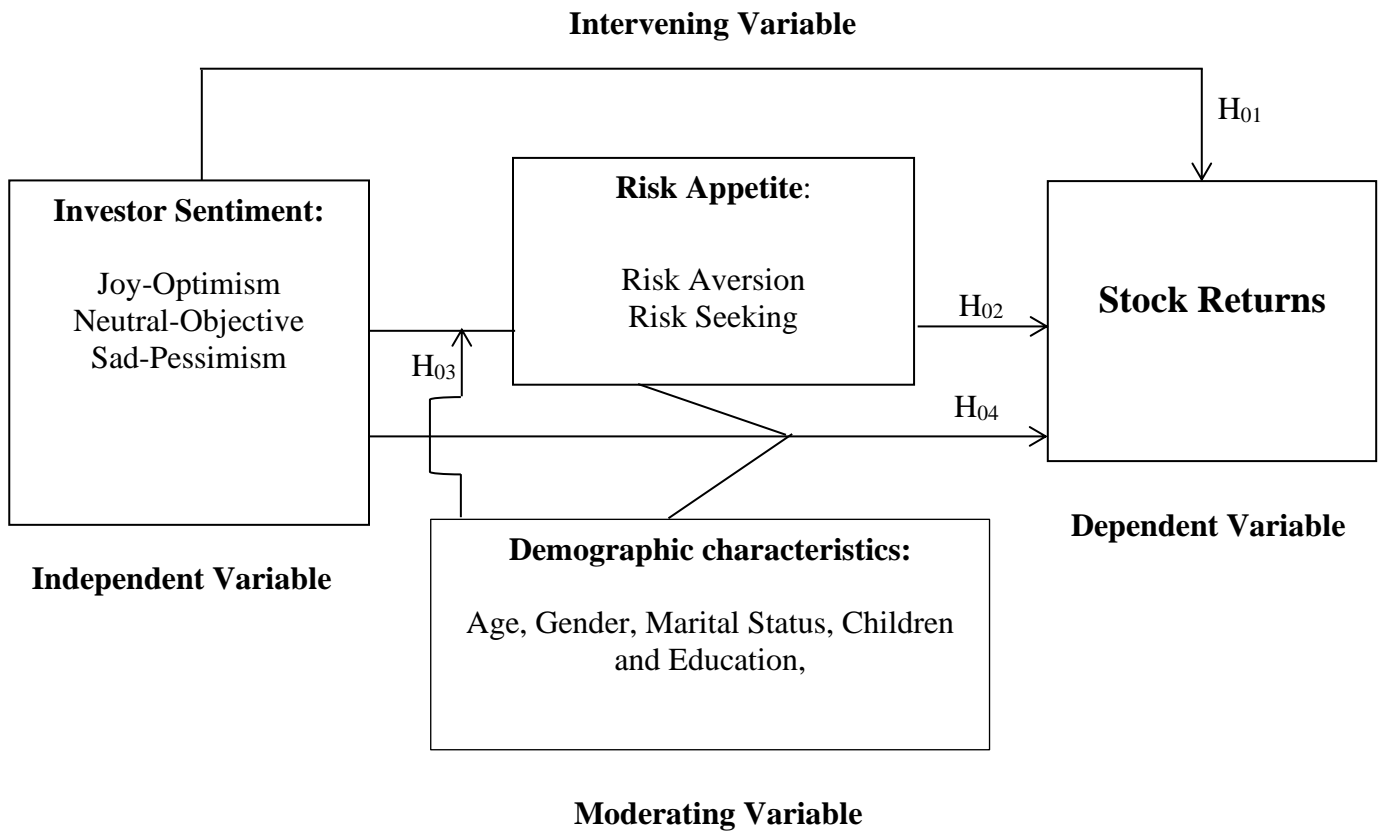 Intervening Variable
H01
Investor Sentiment:
Joy-Optimism
Neutral-Objective
Sad-Pessimism
Risk Appetite:
Risk Aversion
Risk Seeking
Stock Returns
H02
H03
H04
Independent Variable
Demographic characteristics:
Age, Gender, Marital Status, Children
and Education,
Dependent Variable
Moderating Variable